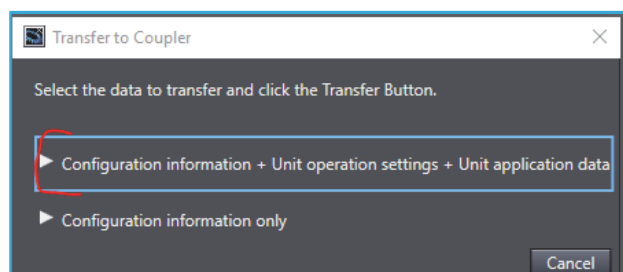 Transfer to Coupler
Select the data to transfer and click the Transfer Button.
Configuration information + Unit operation settings + Unit application data
Configuration information only
Cancel